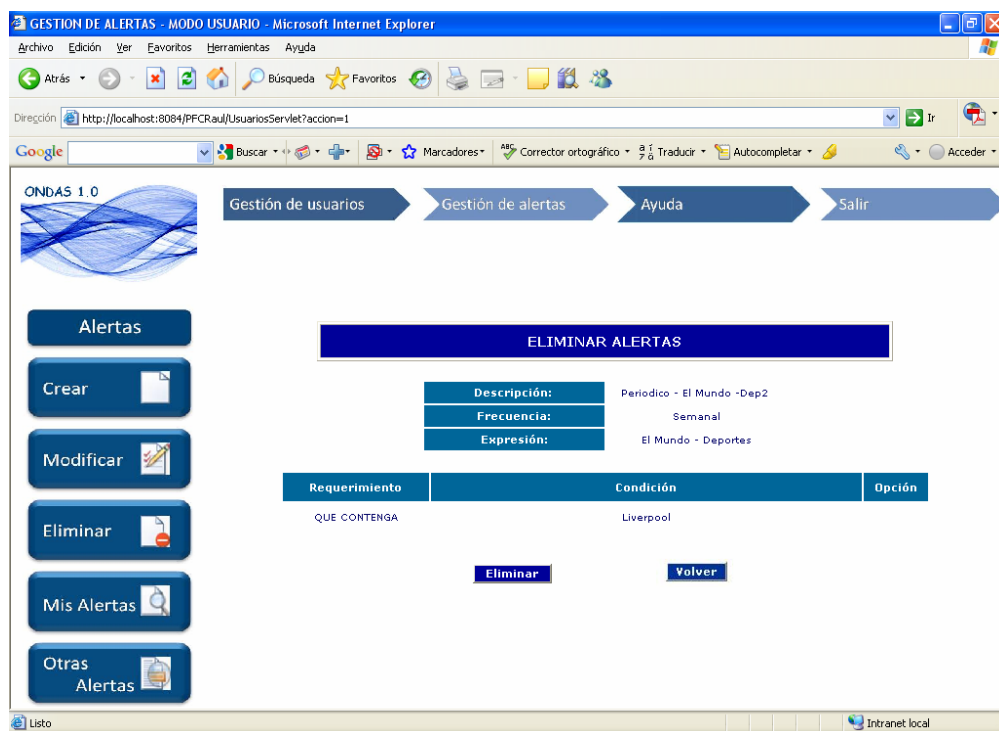 GESTION DE ALERTAS - MODO USUARIO - Microsoft Internet Explorer
Archivo Edición Ver Favoritos Herramientas Ayuda
Atrás Búsqueda Favoritos
Dirección http://localhost:8084/PFCRaul/UsuariosServlet?accion=1 Ir
Google Buscar Marcadores ABC Corrector ortográfico Traducir Autocompletar Acceder
ONDAS 1.0
Gestión de usuarios Gestión de alertas Ayuda Salir
Alertas
Crear
Modificar
Eliminar
Mis Alertas
Otras
Alertas
ELIMINAR ALERTAS
Descripción: Periodico - El Mundo -Dep2
Frecuencia: Semanal
Expresión: El Mundo - Deportes
Requerimiento Condición Opción
QUE CONTENGA Liverpool
Eliminar Volver
Listo Intranet local